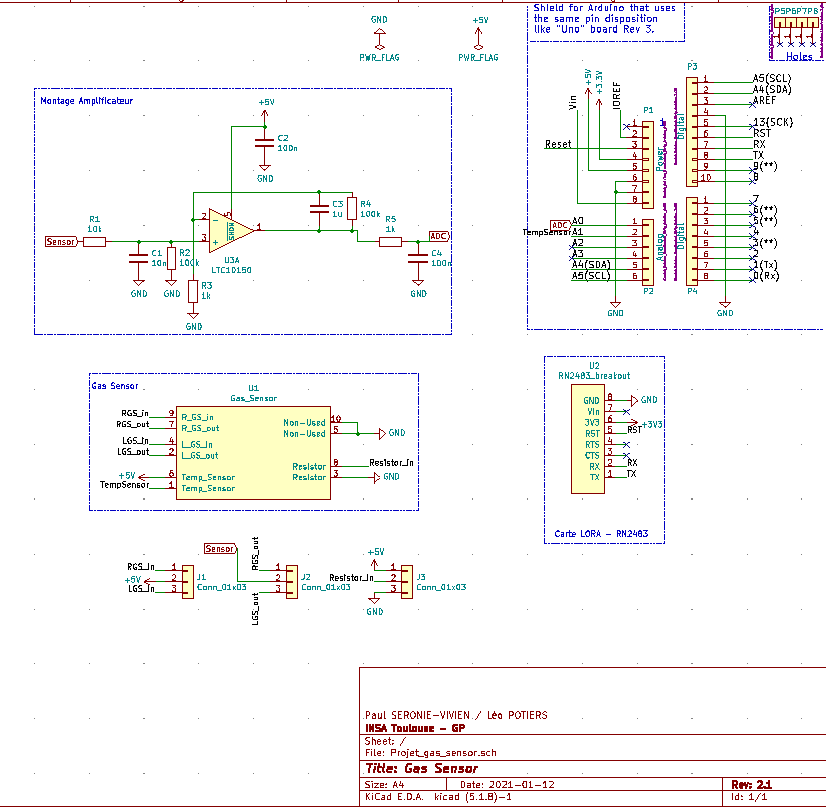 Shield for Arduino that uses
the same pin disposition
like "Uno" board Rev 3.
P5P6P7P8
1 1 1 1
Holes
GND
PWR_FLAG
+5V
PWR_FLAG
Montage Amplificateur
+5V
C2
100n
GND
R1
10k
Sensor
C1
10n
GND
R2
100k
GND
2
3
5
1
SHDN
U3A
LTC1015O
R3
1k
GND
C3
1u
R4
100k
R5
1k
ADC
C4
100n
GND
Vin
+5V
+3.3V
IOREF
P1
Reset
1
2
3
4
5
6
7
8
Power
P3
Digital
1 A5(SCL)
2 A4(SDA)
3 AREF
4
5 13(SCK)
6 RST
7 RX
8 TX
9 9(**)
10 8
ADC
A0 1
TempSensor A1 2
A2 3
A3 4
A4(SDA) 5
A5(SCL) 6
Analog
P2
GND
Digital
1 7
2 6(**)
3 5(**)
4 4
5 3(**)
6 2
7 1(Tx)
8 0(Rx)
P4
GND
Gas Sensor
U1
Gas_Sensor
RGS_in 9 R_GS_in
RGS_out 7 R_GS_out
LGS_in 4 L_GS_in
LGS_out 2 L_GS_out
+5V 6 Temp_Sensor
TempSensor 1 Temp_Sensor
Non-Used 10
Non-Used 5 GND
Resistor 8 Resistor_in
Resistor 3 GND
U2
RN2483_breakout
GND 8 GND
Vin 7
3V3 6 +3V3
RST 5 RST
RTS 4
CTS 3
RX 2 RX
TX 1 TX
Carte LORA - RN2483
RGS_in 1
+5V 2
LGS_in 3
J1
Conn_01x03
Sensor
RGS_out
LGS_out
1
2
3
J2
Conn_01x03
+5V
Resistor_in
GND
1
2
3
J3
Conn_01x03
Paul SERONIE-VIVIEN / Léo POTIERS
INSA Toulouse - GP
Sheet: /
File: Projet_gas_sensor.sch
Title: Gas Sensor
Size: A4 Date: 2021-01-12 Rev: 2.1
KiCad E.D.A. kicad (5.1.8)-1 Id: 1/1